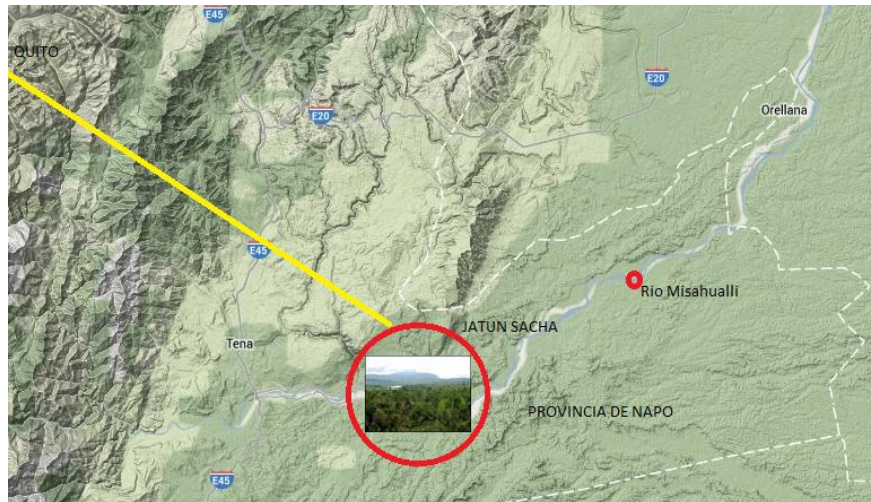 E45
QUITO
E20
E20
Orellana
E45
Rio Misahualli
JATUN SACHA
Tena
PROVINCIA DE NAPO
E45